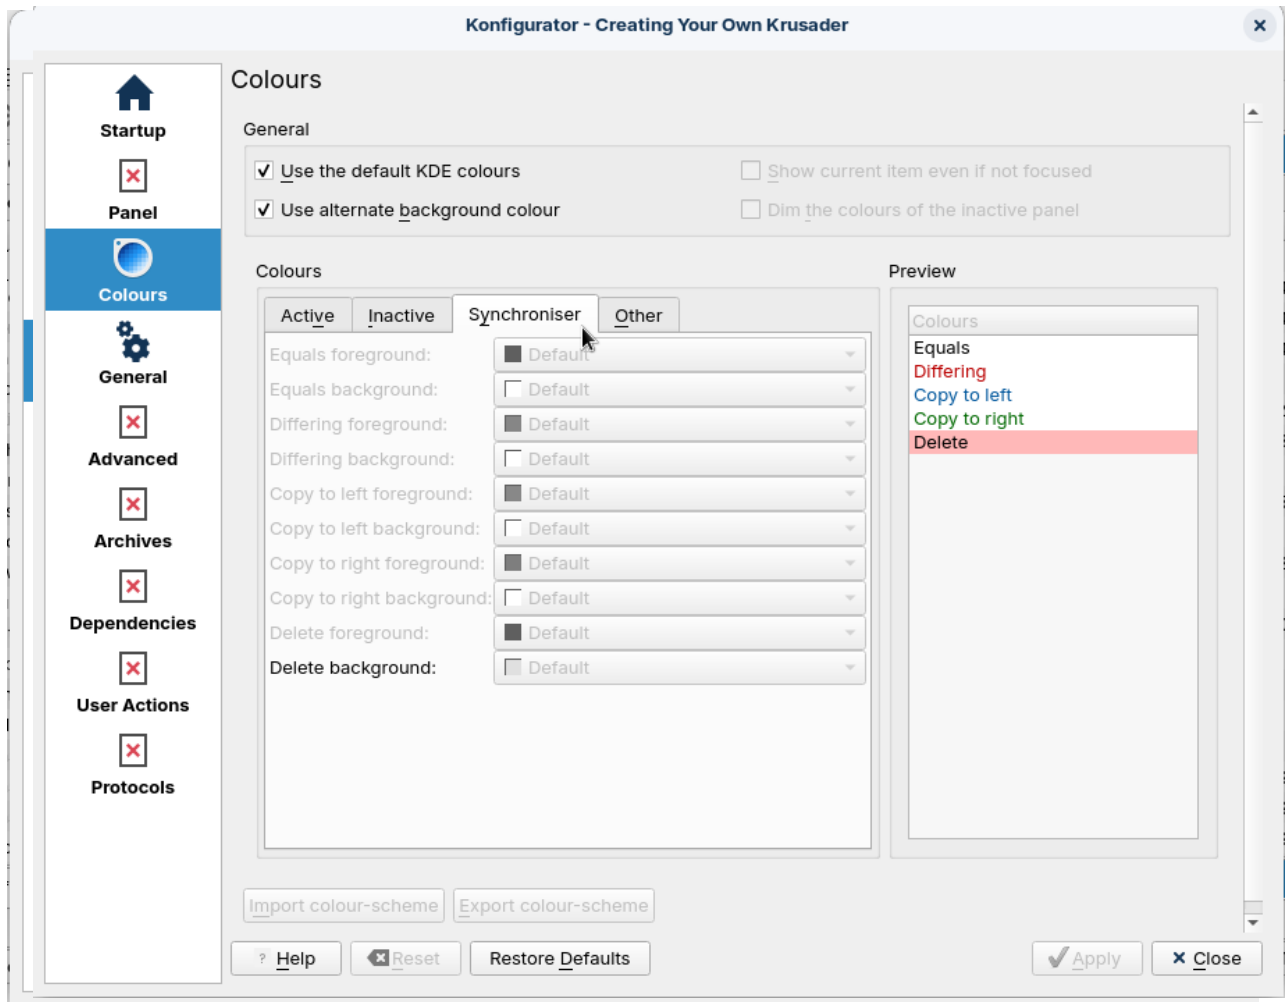 Konfigurator - Creating Your Own Krusader
Startup
Panel
Colours
General
Advanced
Archives
Dependencies
User Actions
Protocols
Colours
General
Use the default KDE colours
Show current item even if not focused
Use alternate background colour
Dim the colours of the inactive panel
Colours
Active
Inactive
Synchroniser
Other
Equals foreground: Default
Equals background: Default
Differing foreground: Default
Differing background: Default
Copy to left foreground: Default
Copy to left background: Default
Copy to right foreground: Default
Copy to right background: Default
Delete foreground: Default
Delete background: Default
Preview
Colours
Equals
Differing
Copy to left
Copy to right
Delete
Import colour-scheme
Export colour-scheme
? Help
Reset
Restore Defaults
Apply
Close